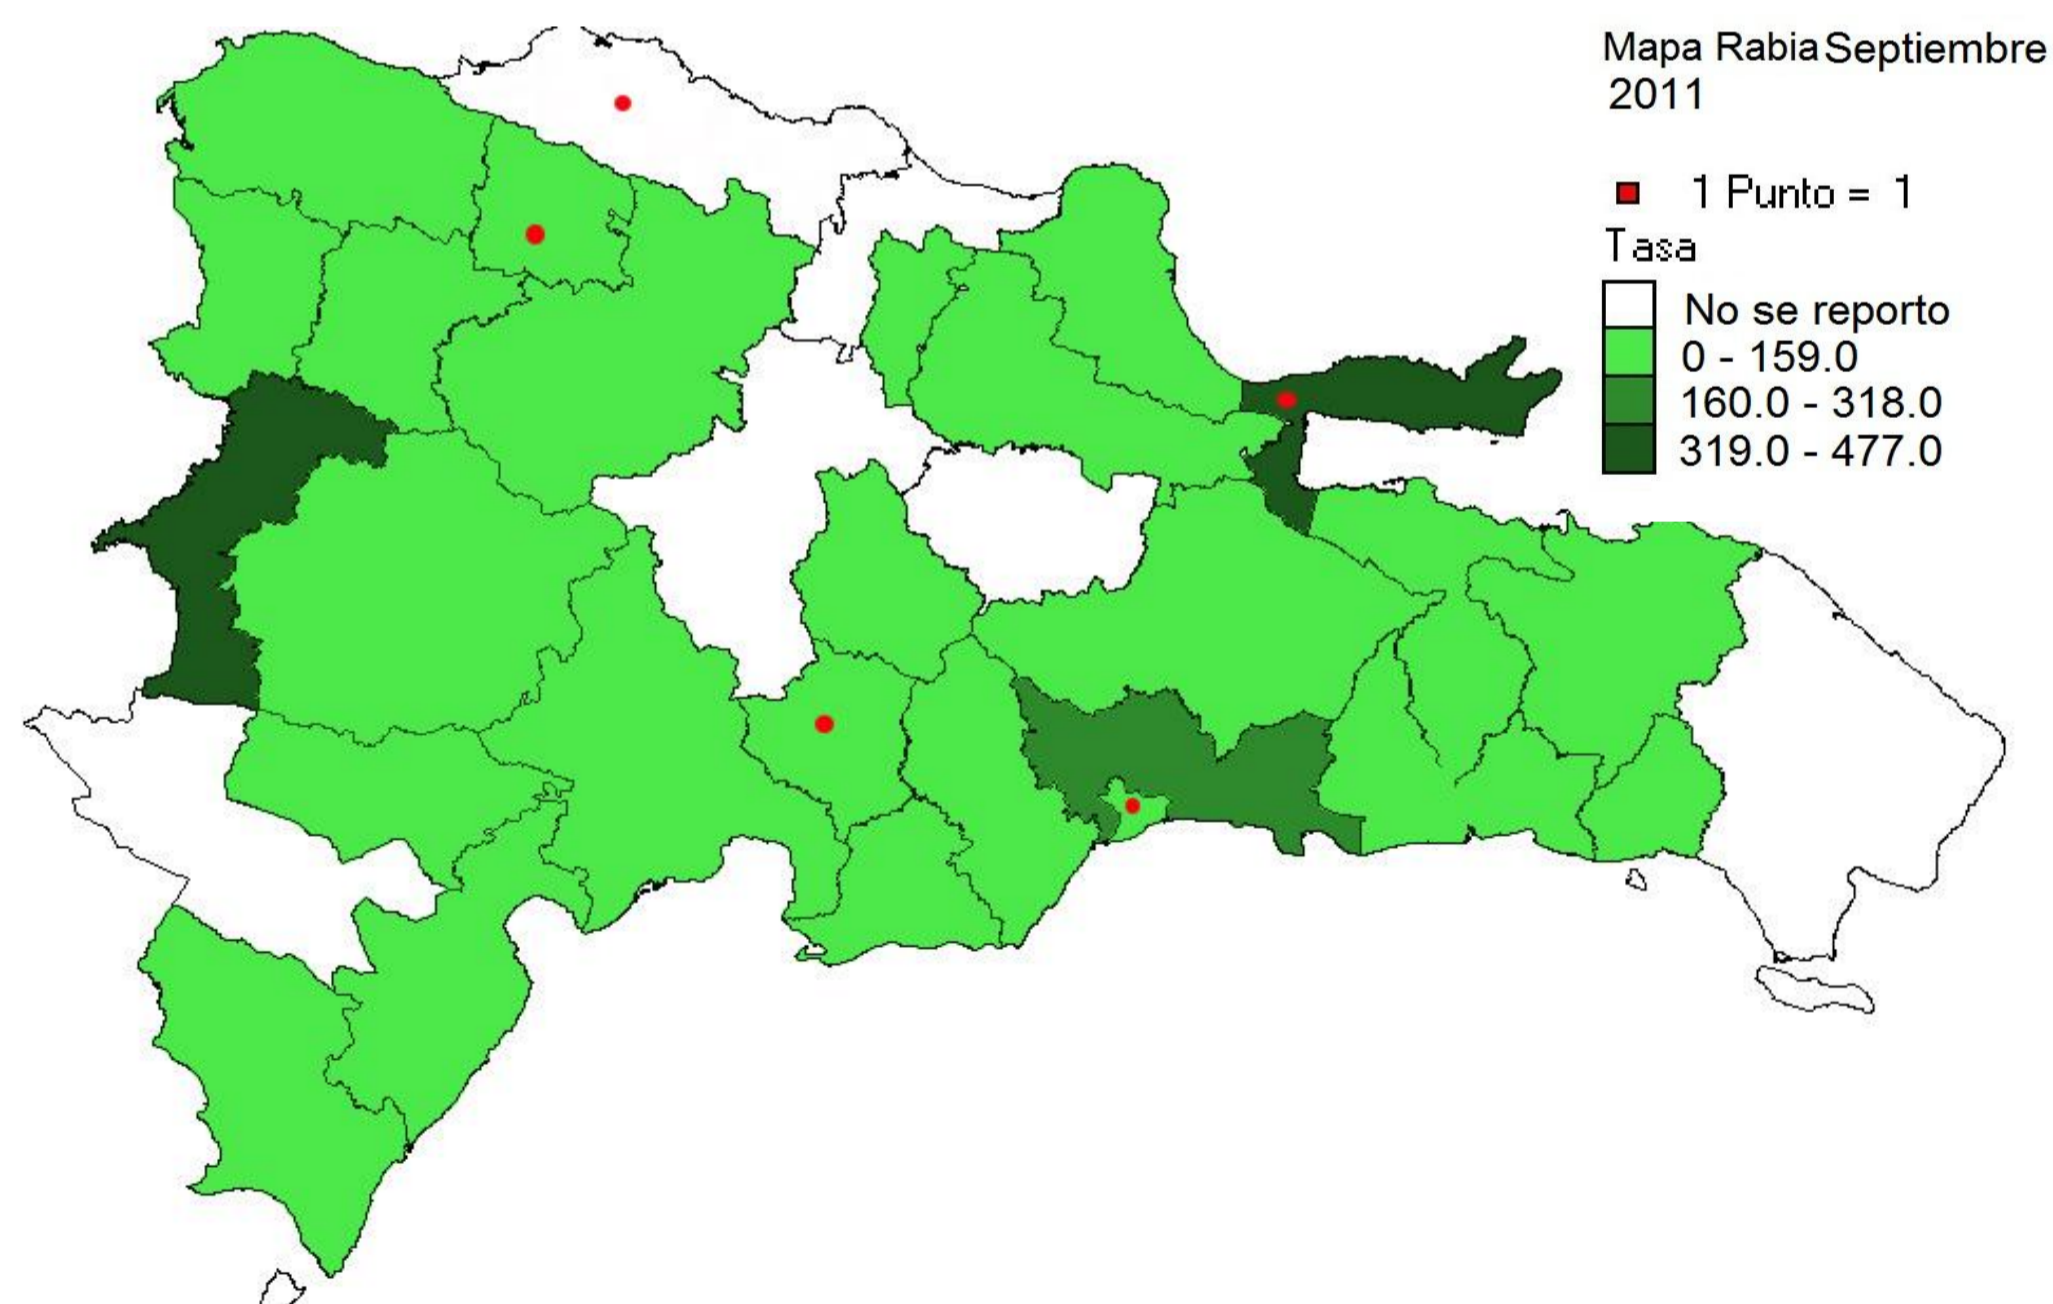 Mapa Rabia Septiembre
2011
1 Punto = 1
Tasa
No se reporto
0 - 159.0
160.0 - 318.0
319.0 - 477.0